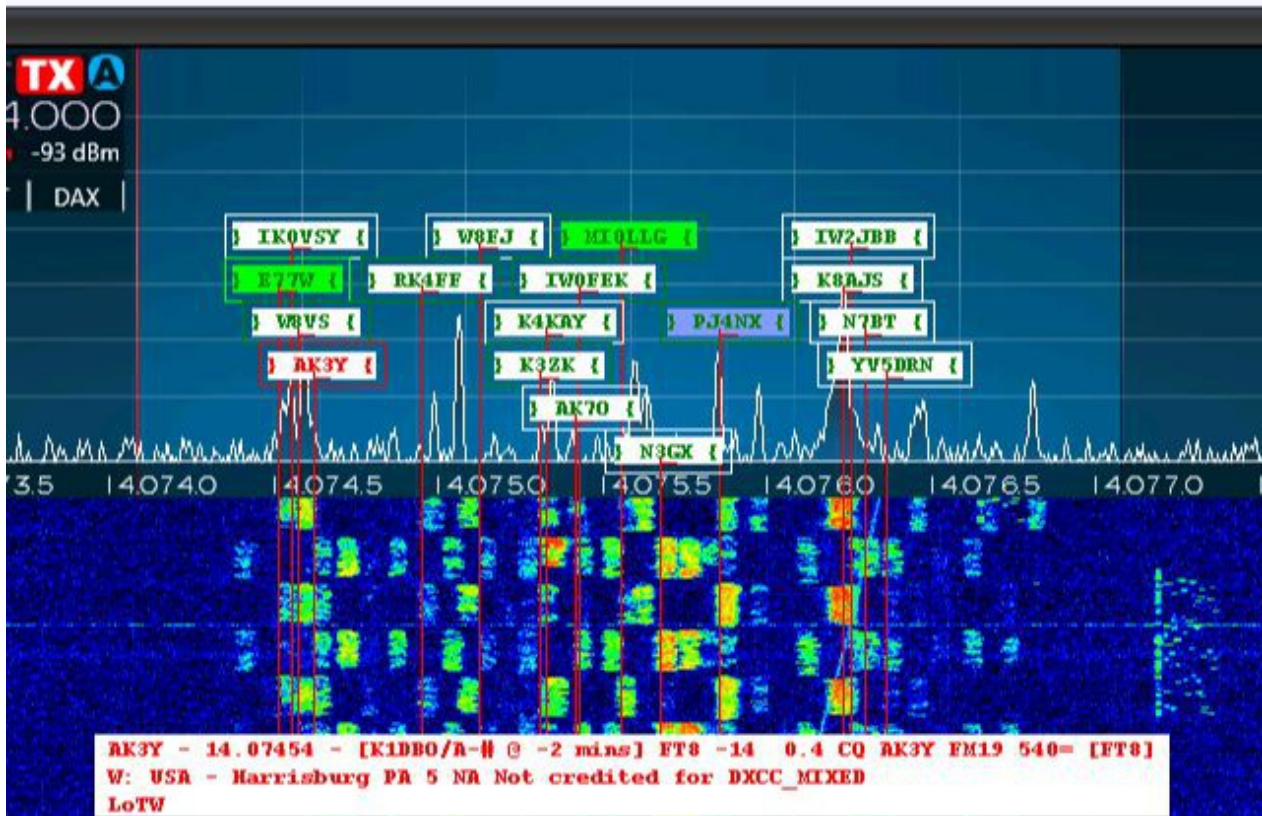 TX A
4.000
-93 dBm
| DAX |
} IK0VSY { } W8FJ { } MI0LLG { } IW2JBB {
} E77W { } RK4FF { } IW0FEK { } K8AJS {
} W8VS { } K4KAY { } PJ4NX { } N7BT {
} AK3Y { } K3ZK { } YV5DRN {
} AK7O {
} N3GX {
73.5 14.074.0 14.074.5 14.075.0 14.075.5 14.076.0 14.076.5 14.077.0
AK3Y - 14.07454 - [K1DBO/A-# @ -2 mins] FT8 -14 0.4 CQ AK3Y FM19 540= [FT8]
W: USA - Harrisburg PA 5 NA Not credited for DXCC_MIXED
LoTW